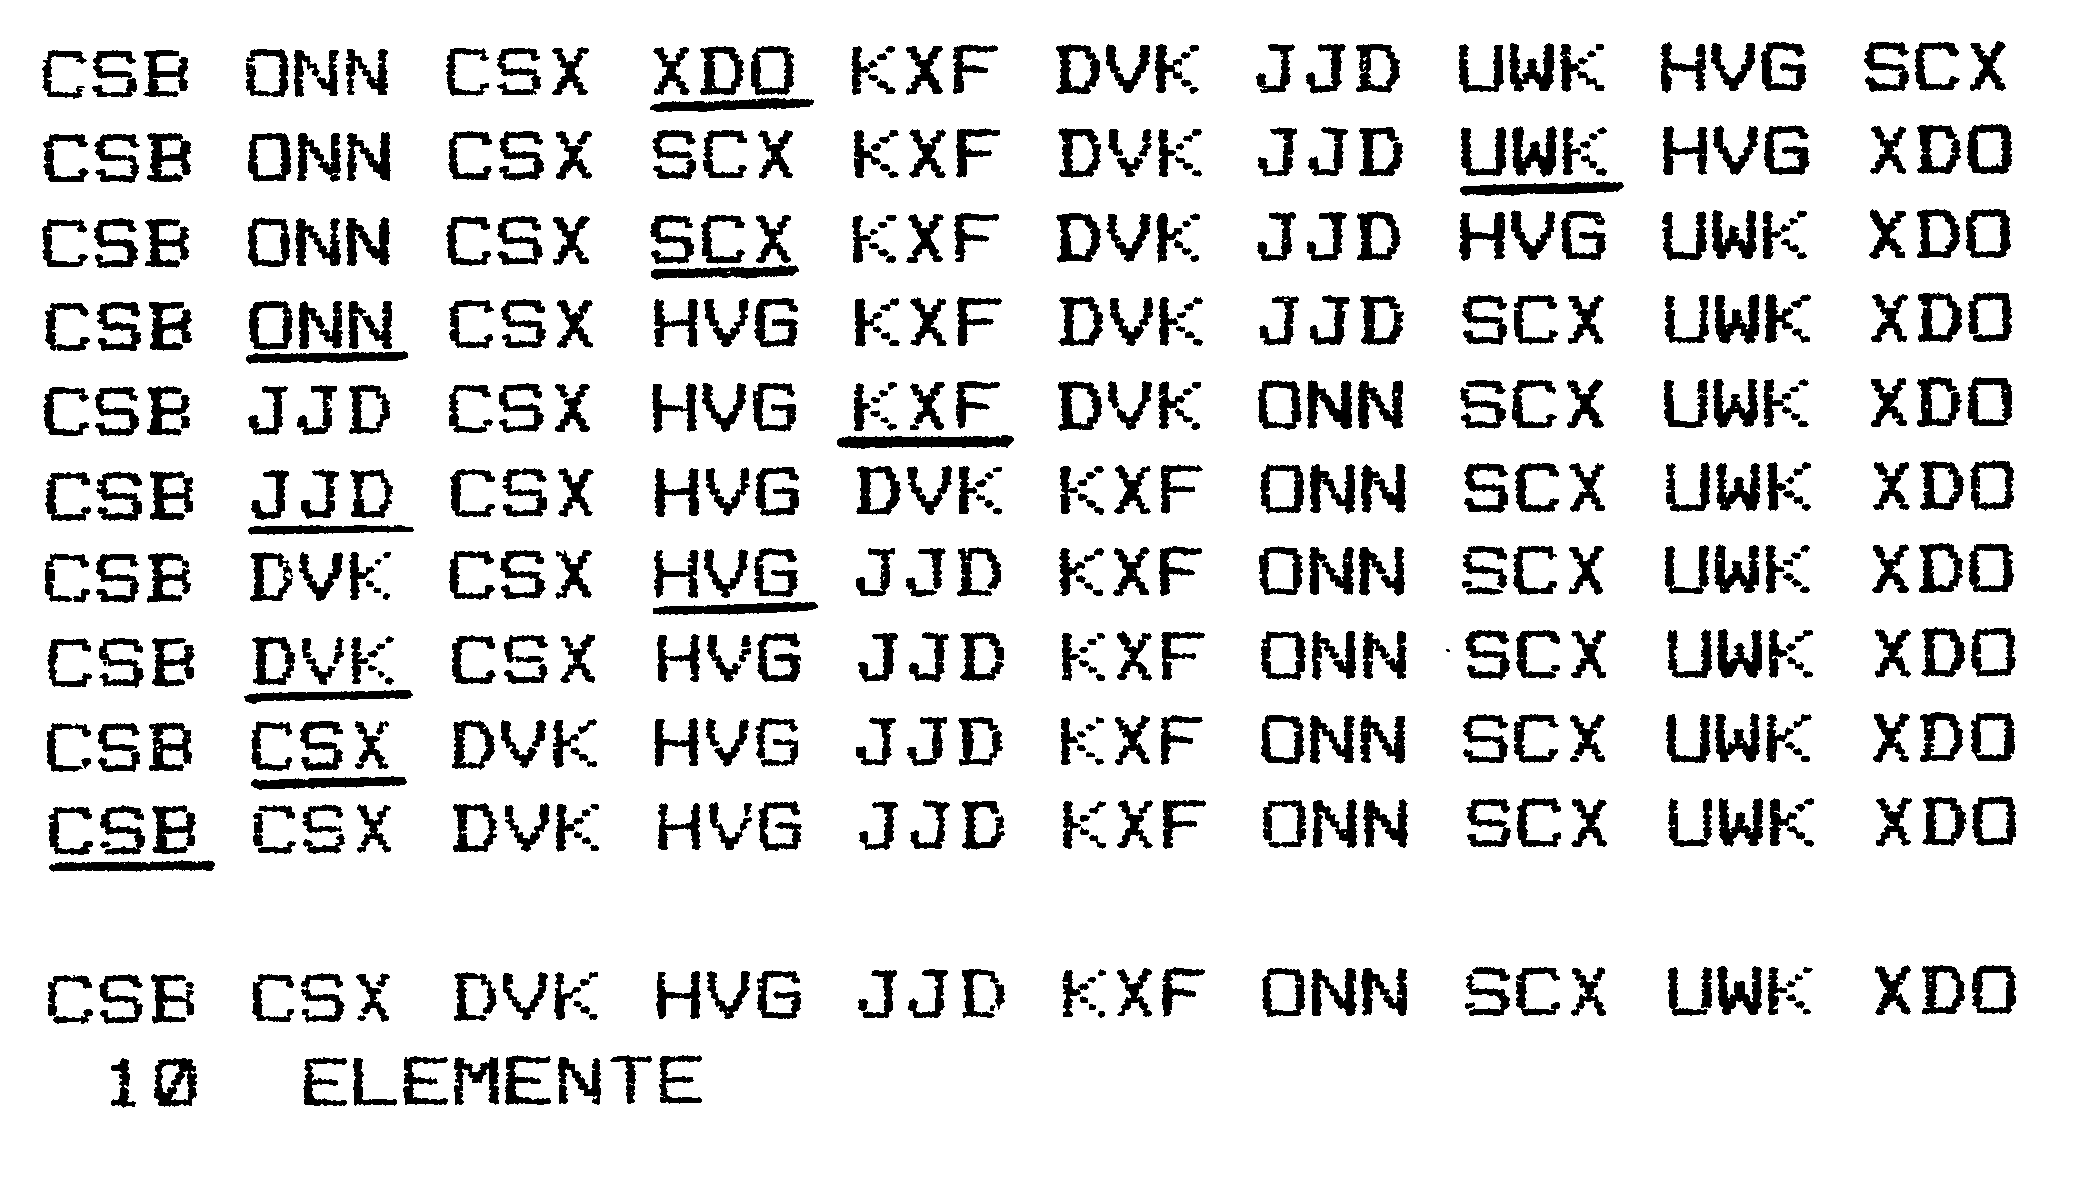 CSB ONN CSX XDO KXF DVK JJD UWK HVG SCX
CSB ONN CSX SCX KXF DVK JJD UWK HVG XDO
CSB ONN CSX SCX KXF DVK JJD HVG UWK XDO
CSB ONN CSX HVG KXF DVK JJD SCX UWK XDO
CSB JJD CSX HVG KXF DVK ONN SCX UWK XDO
CSB JJD CSX HVG DVK KXF ONN SCX UWK XDO
CSB DVK CSX HVG JJD KXF ONN SCX UWK XDO
CSB DVK CSX HVG JJD KXF ONN SCX UWK XDO
CSB CSX DVK HVG JJD KXF ONN SCX UWK XDO
CSB CSX DVK HVG JJD KXF ONN SCX UWK XDO
CSB CSX DVK HVG JJD KXF ONN SCX UWK XDO
10 ELEMENTE